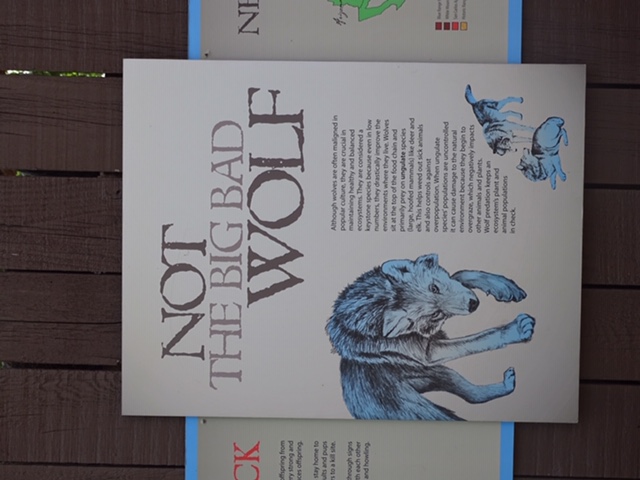 NOT
THE BIG BAD
WOLF
Although wolves are often maligned in
popular culture, they are crucial in
maintaining healthy and balanced
ecosystems. They are considered a
keystone species because even in low
numbers, they drastically improve the
environments where they live. Wolves
sit at the top of the food chain and
primarily prey on ungulate species
(large, hoofed mammals) like deer and
elk. This helps weed out sick animals
and also controls against
overpopulation. When ungulate
species' populations are uncontrolled
it can cause damage to the natural
environment because they begin to
overgraze, which negatively impacts
other animals and plants.
Wolf predation keeps an
ecosystem's plant and
animal populations
in check.
CK
offspring from
ery strong and
ces offspring.
stay home to
ults and pups
rs to a kill site.
through signs
th each other
and howling.
NE